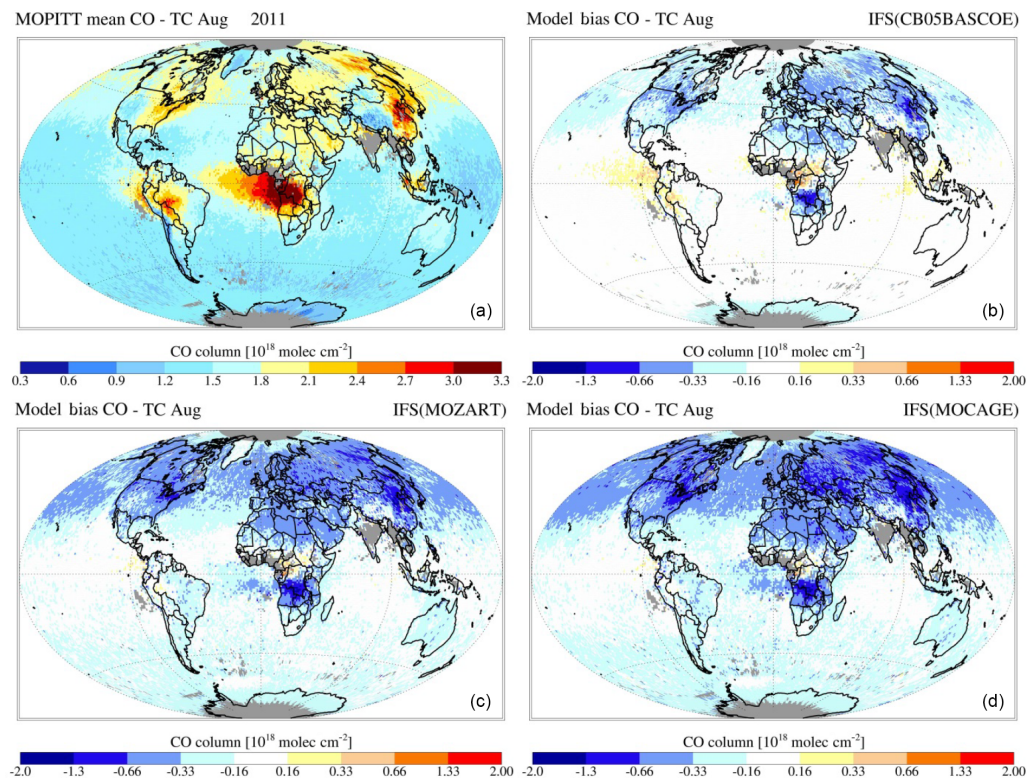 MOPITT mean CO - TC Aug 2011
Model bias CO - TC Aug IFS(CB05BASCOE)
(a)
(b)
CO column [10¹⁸ molec cm⁻²]
CO column [10¹⁸ molec cm⁻²]
0.3 0.6 0.9 1.2 1.5 1.8 2.1 2.4 2.7 3.0 3.3
-2.0 -1.3 -0.66 -0.33 -0.16 0.16 0.33 0.66 1.33 2.00
Model bias CO - TC Aug IFS(MOZART)
Model bias CO - TC Aug IFS(MOCAGE)
(c)
(d)
CO column [10¹⁸ molec cm⁻²]
CO column [10¹⁸ molec cm⁻²]
-2.0 -1.3 -0.66 -0.33 -0.16 0.16 0.33 0.66 1.33 2.00
-2.0 -1.3 -0.66 -0.33 -0.16 0.16 0.33 0.66 1.33 2.00